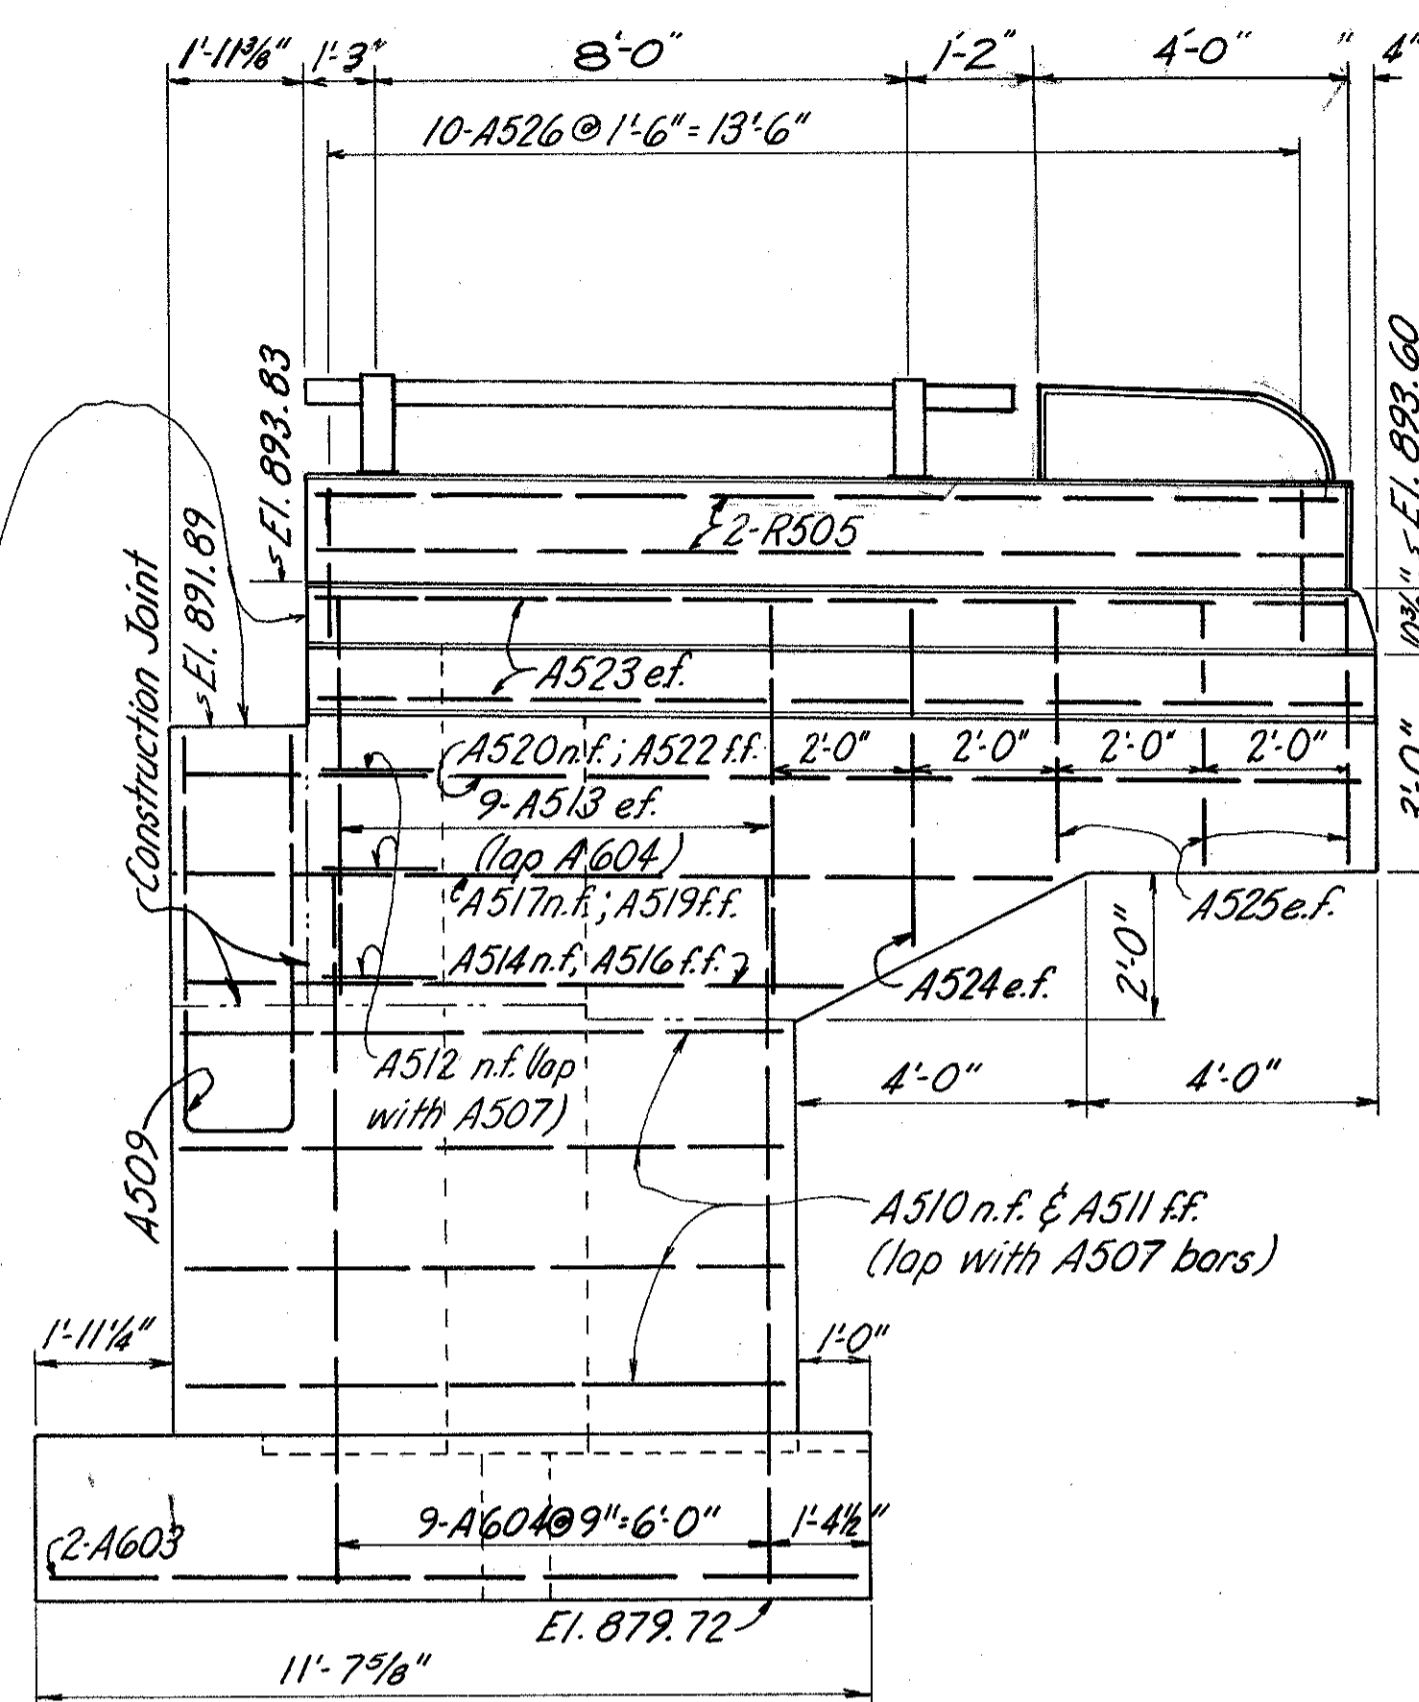 1'-11⅜" 1'-3" 8'-0" 1'-2" 4'-0" " 4"
10-A526 @ 1'-6" = 13'-6"
El. 893.83
El. 893.60
El. 891.89
Construction Joint
2-R505
A523 e.f.
A520 n.f.; A522 f.f.
2'-0" 2'-0" 2'-0" 2'-0"
2'-0"
9-A513 e.f.
(lap A604)
A517 n.f.; A519 f.f.
A525 e.f.
A514 n.f, A516 f.f.
A524 e.f.
2'-0"
A512 n.f. (lap
with A507)
4'-0" 4'-0"
A509
A510 n.f. & A511 f.f.
(lap with A507 bars)
1'-11¼"
1'-0"
9-A604 @ 9" = 6'-0" 1'-4½"
2-A603
El. 879.72
11'-7⅝"